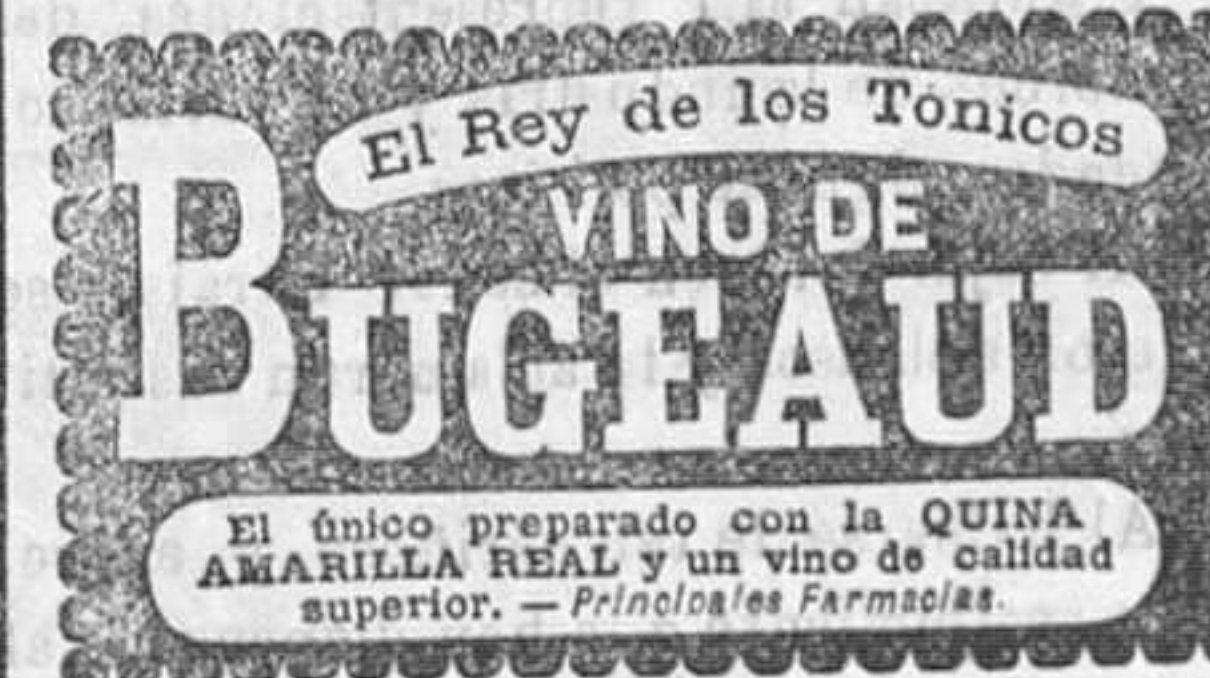 El Rey de los Tónicos
VINO DE
BUGEAUD
El único preparado con la QUINA
AMARILLA REAL y un vino de calidad
superior. — Principales Farmacias.